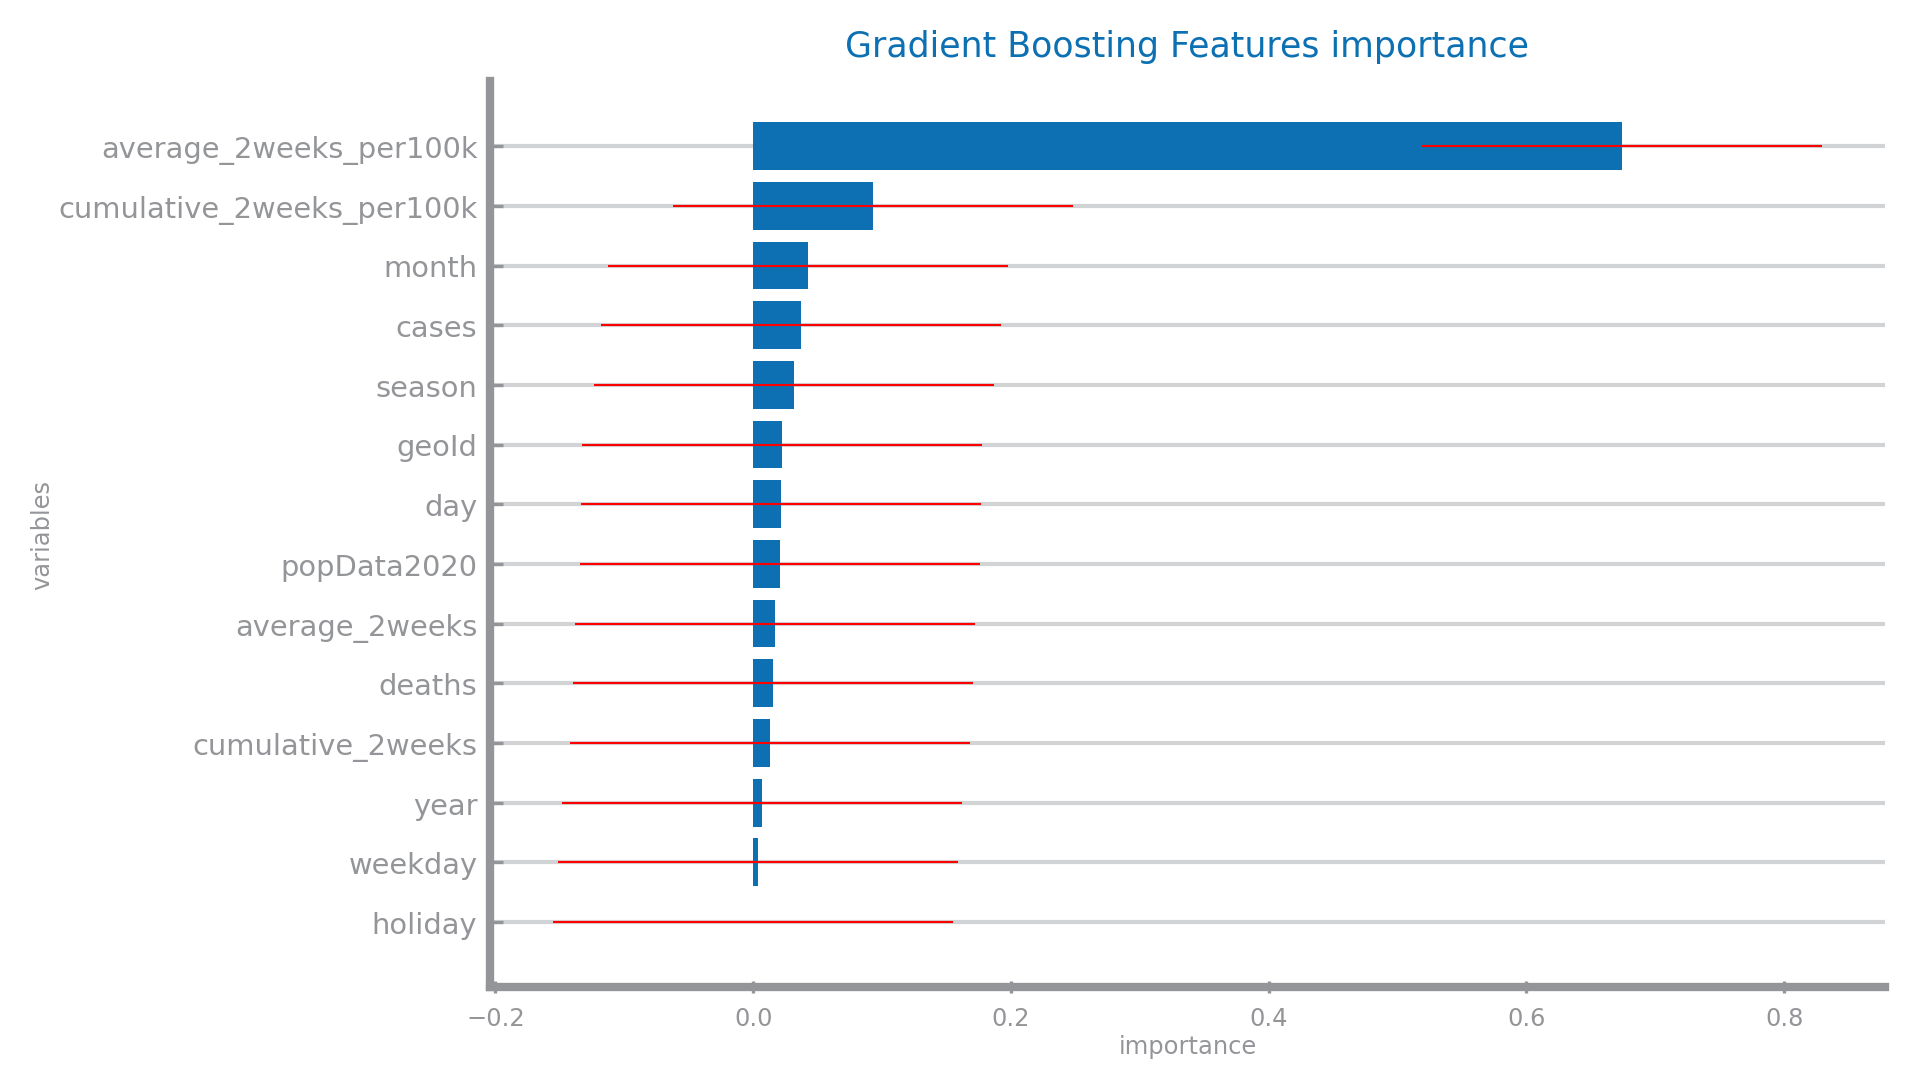 Gradient Boosting Features importance
average_2weeks_per100k
cumulative_2weeks_per100k
month
cases
season
geoId
day
popData2020
average_2weeks
deaths
cumulative_2weeks
year
weekday
holiday
variables
−0.2 0.0 0.2 0.4 0.6 0.8
importance